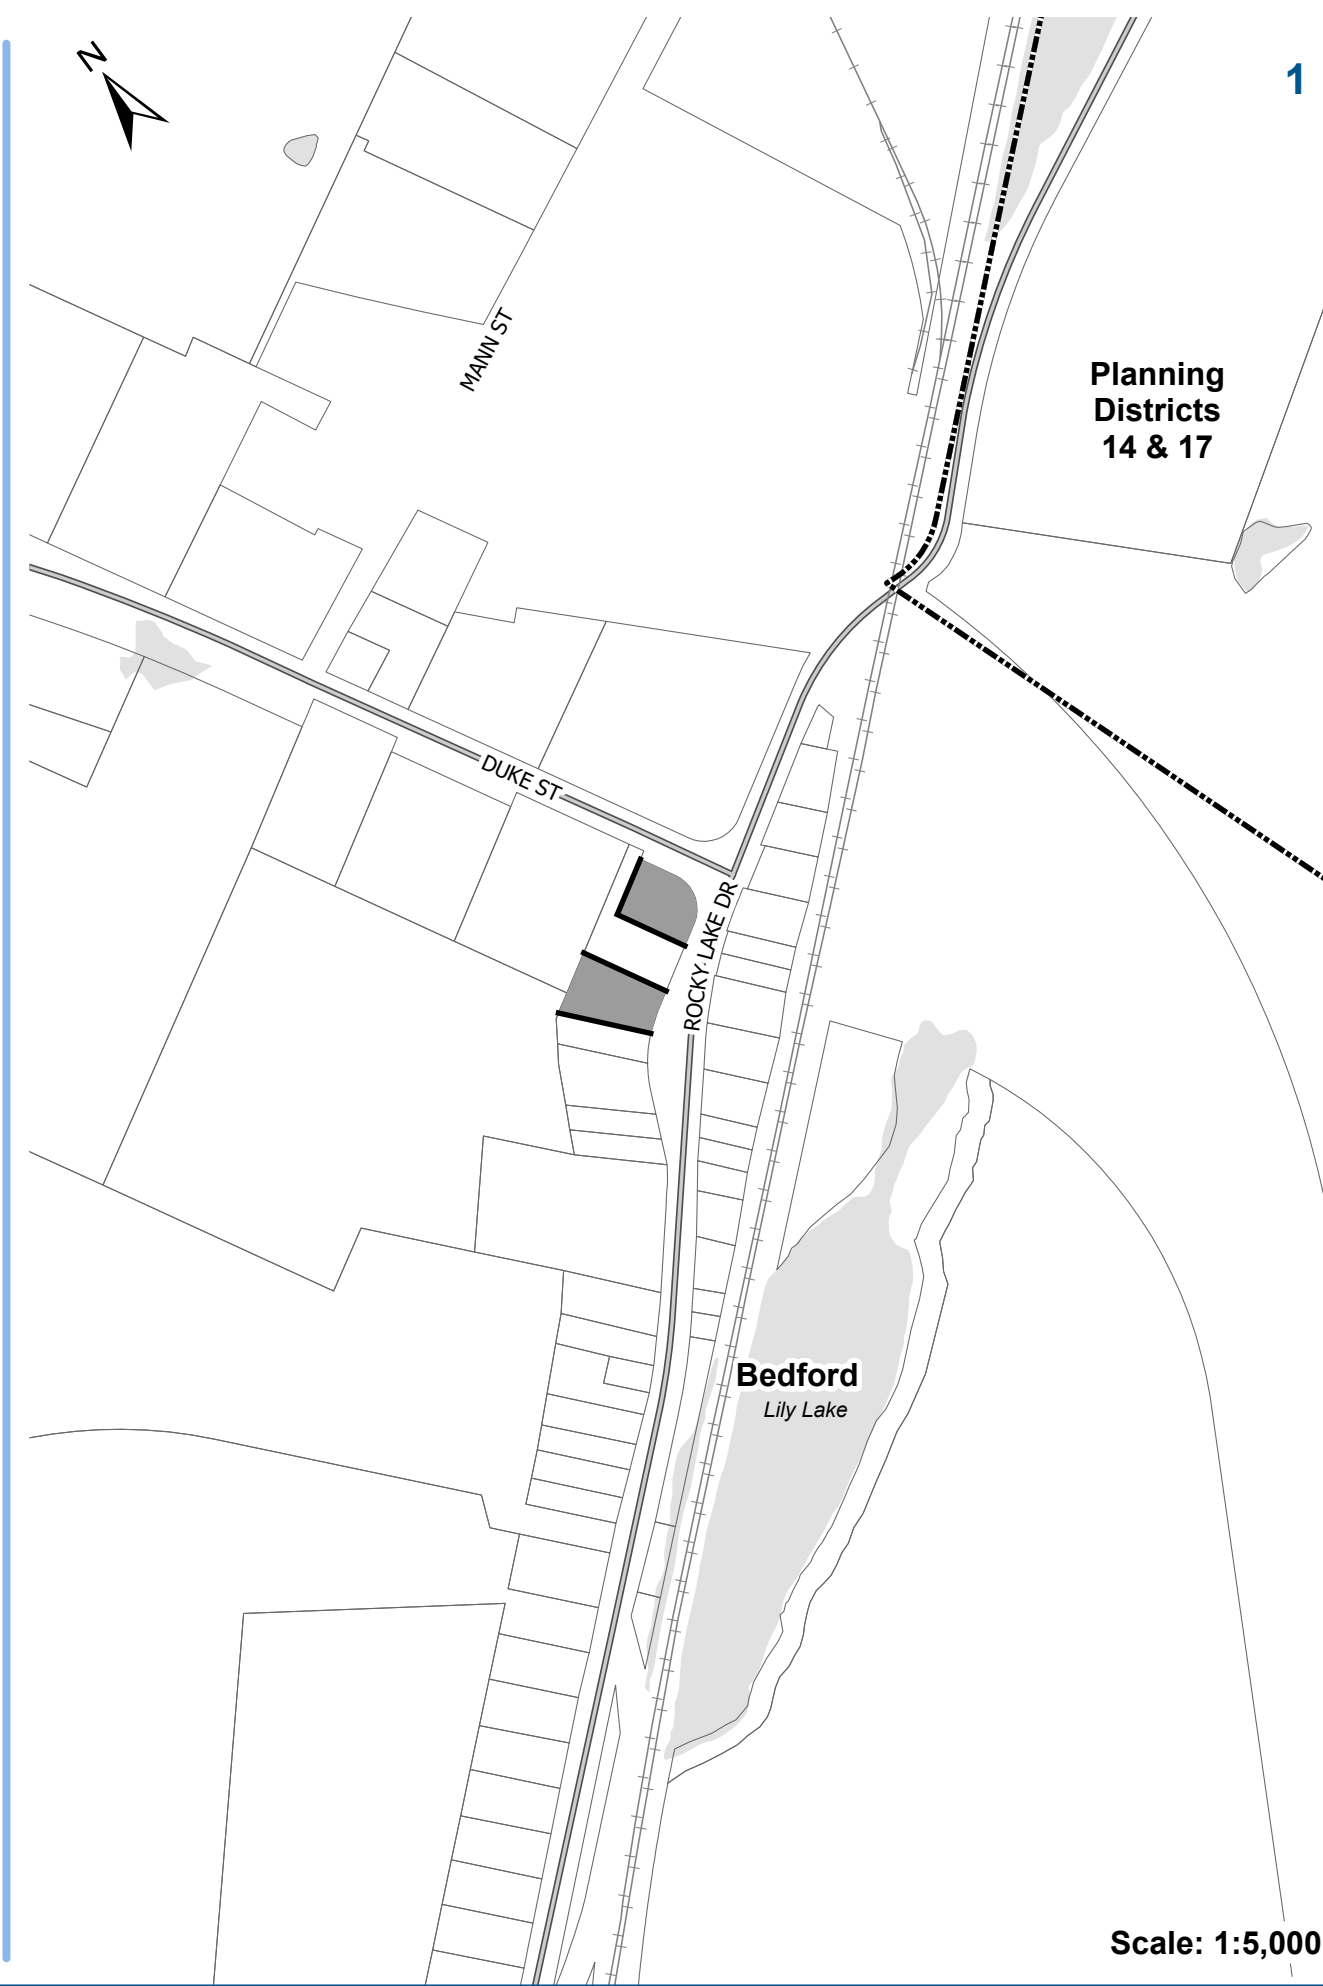 N
1
MANN ST
Planning
Districts
14 & 17
DUKE ST
ROCKY LAKE DR
Bedford
Lily Lake
Scale: 1:5,000